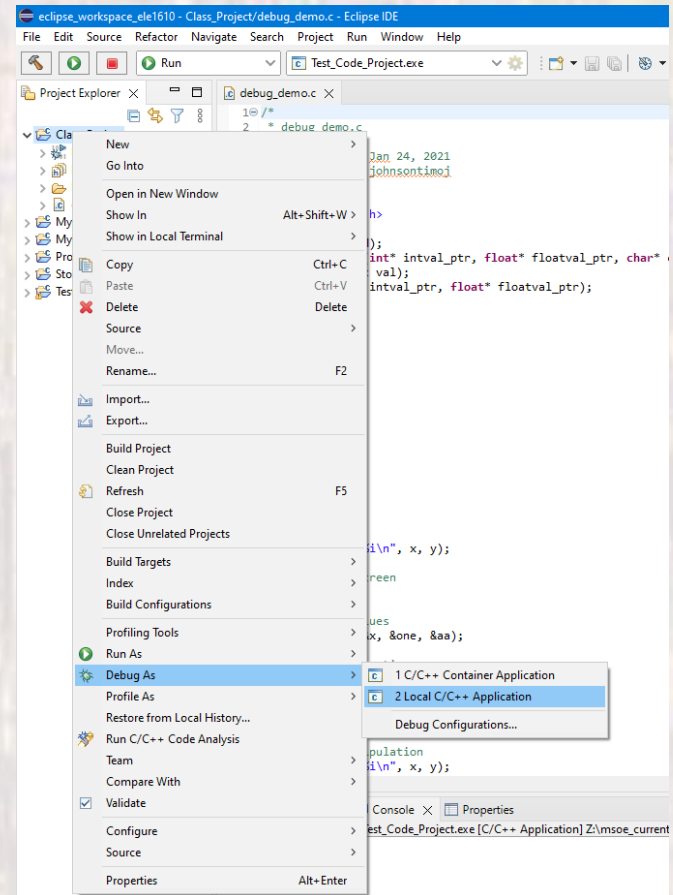 eclipse_workspace_ele1610 - Class_Project/debug_demo.c - Eclipse IDE
File Edit Source Refactor Navigate Search Project Run Window Help
Run
Test_Code_Project.exe
Project Explorer
debug_demo.c
1 /*
2 * debug_demo.c
Jan 24, 2021
johnsontimoj
h>
);
int* intval_ptr, float* floatval_ptr, char*
val);
intval_ptr, float* floatval_ptr);
Cla
My
My
Pro
Sto
Tes
New
Go Into
Open in New Window
Show In Alt+Shift+W >
Show in Local Terminal
Copy Ctrl+C
Paste Ctrl+V
Delete Delete
Source
Move...
Rename... F2
Import...
Export...
Build Project
Clean Project
Refresh F5
Close Project
Close Unrelated Projects
Build Targets
Index
Build Configurations
Profiling Tools
Run As
Debug As
Profile As
Restore from Local History...
Run C/C++ Code Analysis
Team
Compare With
Validate
Configure
Source
Properties Alt+Enter
1 C/C++ Container Application
2 Local C/C++ Application
Debug Configurations...
i\n", x, y);
reen
ues
x, &one, &aa);
pulation
i\n", x, y);
Console Properties
est_Code_Project.exe [C/C++ Application] Z:\msoe_current